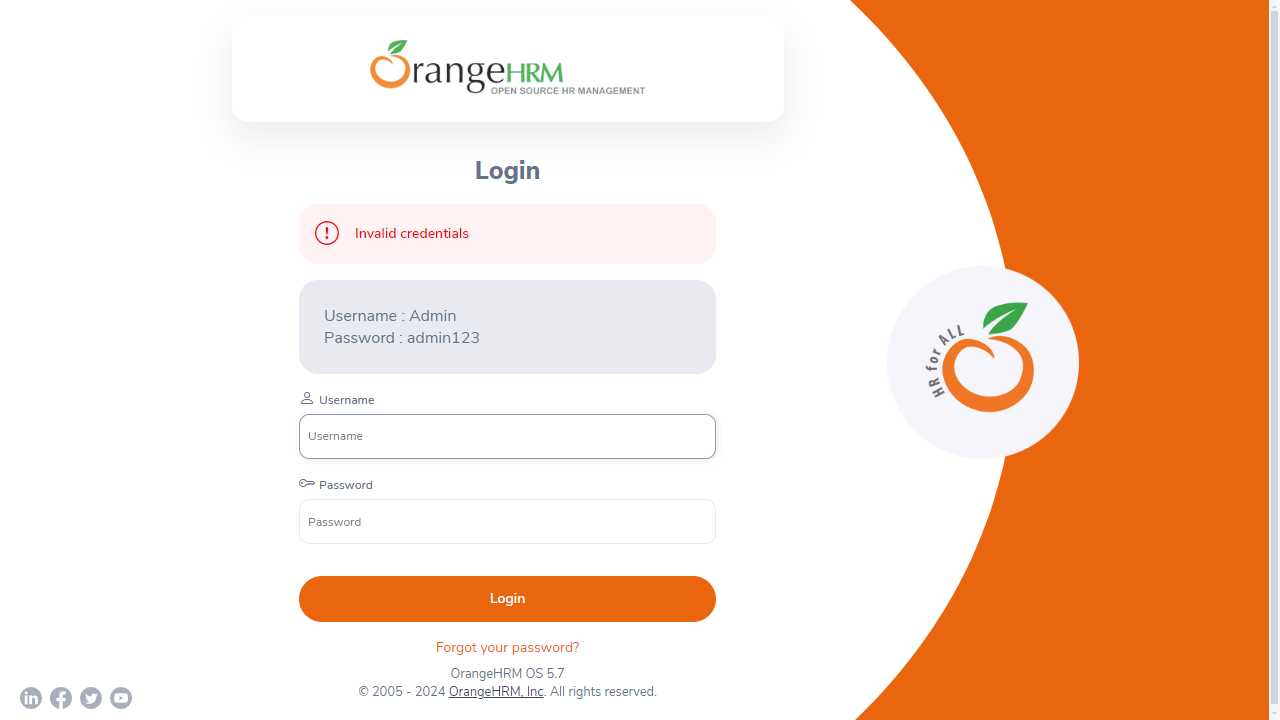 OrangeHRM
OPEN SOURCE HR MANAGEMENT
Login
Invalid credentials
Username : Admin
Password : admin123
Username
Username
Password
Password
Login
Forgot your password?
OrangeHRM OS 5.7
© 2005 - 2024 OrangeHRM, Inc. All rights reserved.
HR for ALL